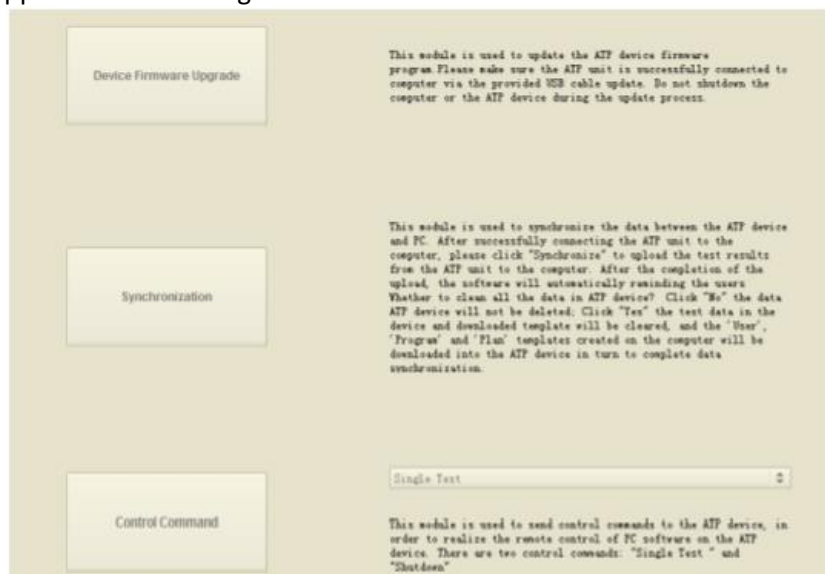 Device Firmware Upgrade
This module is used to update the ATP device firmware
program.Please make sure the ATP unit is successfully connected to
computer via the provided USB cable update. Do not shutdown the
computer or the ATP device during the update process.
Synchronization
This module is used to synchronize the data between the ATP device
and PC. After successfully connecting the ATP unit to the
computer, please click "Synchronize" to upload the test results
from the ATP unit to the computer. After the completion of the
upload, the software will automatically reminding the users
Whether to clean all the data in ATP device? Click "No" the data
ATP device will not be deleted; Click "Yes" the test data in the
device and downloaded template will be cleared, and the 'User',
'Program' and 'Plan' templates created on the computer will be
downloaded into the ATP device in turn to complete data
synchronization.
Control Command
Single Test
This module is used to send control commands to the ATP device, in
order to realize the remote control of PC software on the ATP
device. There are two control commands: "Single Test " and
"Shutdown"